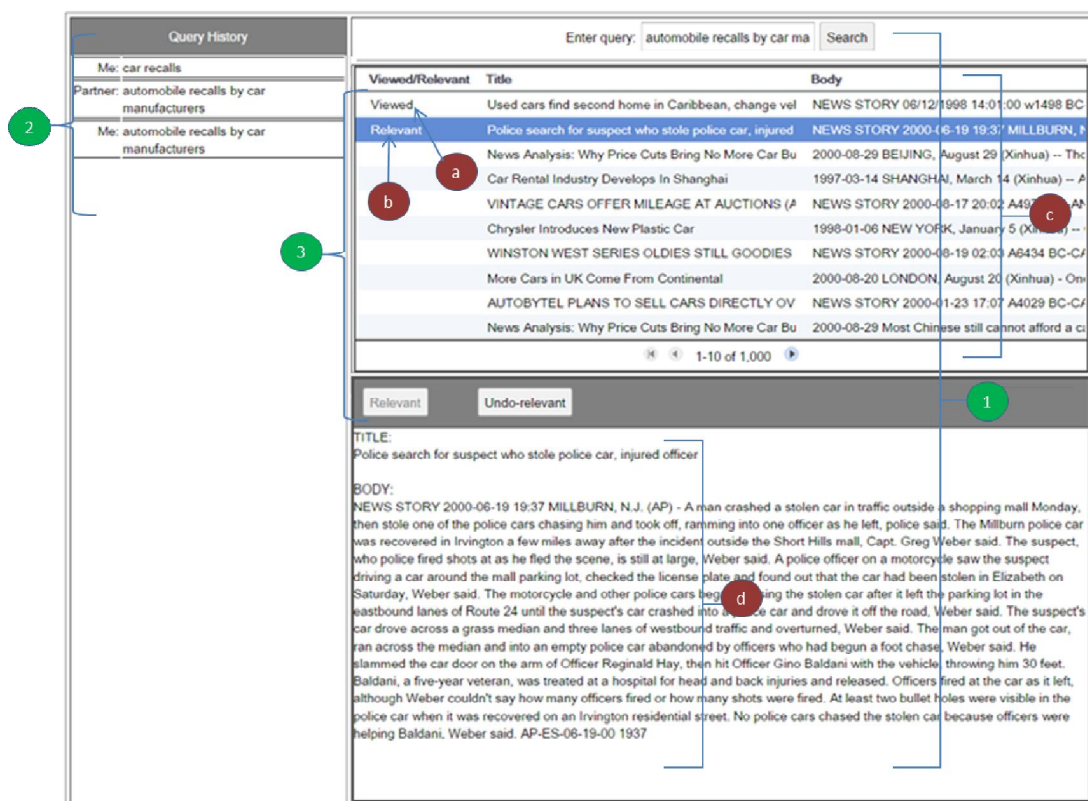 Query History
Me: car recalls
Partner: automobile recalls by car
manufacturers
Me: automobile recalls by car
manufacturers
2
Enter query: automobile recalls by car ma Search
Viewed/Relevant Title Body
Viewed Used cars find second home in Caribbean, change vel NEWS STORY 06/12/1998 14:01:00 w1498 BC-
Relevant Police search for suspect who stole police car, injured NEWS STORY 2000-06-19 19:37 MILLBURN,
News Analysis: Why Price Cuts Bring No More Car Bu 2000-08-29 BEIJING, August 29 (Xinhua) -- Tho
Car Rental Industry Develops In Shanghai 1997-03-14 SHANGHAI, March 14 (Xinhua) -- A
VINTAGE CARS OFFER MILEAGE AT AUCTIONS (A NEWS STORY 2000-08-17 20:02
Chrysler Introduces New Plastic Car 1998-01-06 NEW YORK, January 5 (Xinhua) --
WINSTON WEST SERIES OLDIES STILL GOODIES NEWS STORY 2000-08-19 02:03 A6434 BC-CA
More Cars in UK Come From Continental 2000-08-20 LONDON, August 20 (Xinhua) - On
AUTOBYTEL PLANS TO SELL CARS DIRECTLY OV NEWS STORY 2000-01-23 17:07 A4029 BC-CA
News Analysis: Why Price Cuts Bring No More Car Bu 2000-08-29 Most Chinese still cannot afford a ca
1-10 of 1,000
a
b
c
3
Relevant Undo-relevant
1
TITLE:
Police search for suspect who stole police car, injured officer
BODY:
NEWS STORY 2000-06-19 19:37 MILLBURN, N.J. (AP) - A man crashed a stolen car in traffic outside a shopping mall Monday,
then stole one of the police cars chasing him and took off, ramming into one officer as he left, police said. The Millburn police car
was recovered in Irvington a few miles away after the incident outside the Short Hills mall, Capt. Greg Weber said. The suspect,
who police fired shots at as he fled the scene, is still at large, Weber said. A police officer on a motorcycle saw the suspect
driving a car around the mall parking lot, checked the license plate and found out that the car had been stolen in Elizabeth on
Saturday, Weber said. The motorcycle and other police cars began chasing the stolen car after it left the parking lot in the
eastbound lanes of Route 24 until the suspect's car crashed into a police car and drove it off the road, Weber said. The suspect's
car drove across a grass median and three lanes of westbound traffic and overturned, Weber said. The man got out of the car,
ran across the median and into an empty police car abandoned by officers who had begun a foot chase, Weber said. He
slammed the car door on the arm of Officer Reginald Hay, then hit Officer Gino Baldani with the vehicle, throwing him 30 feet.
Baldani, a five-year veteran, was treated at a hospital for head and back injuries and released. Officers fired at the car as it left,
although Weber couldn't say how many officers fired or how many shots were fired. At least two bullet holes were visible in the
police car when it was recovered on an Irvington residential street. No police cars chased the stolen car because officers were
helping Baldani, Weber said. AP-ES-06-19-00 1937
d